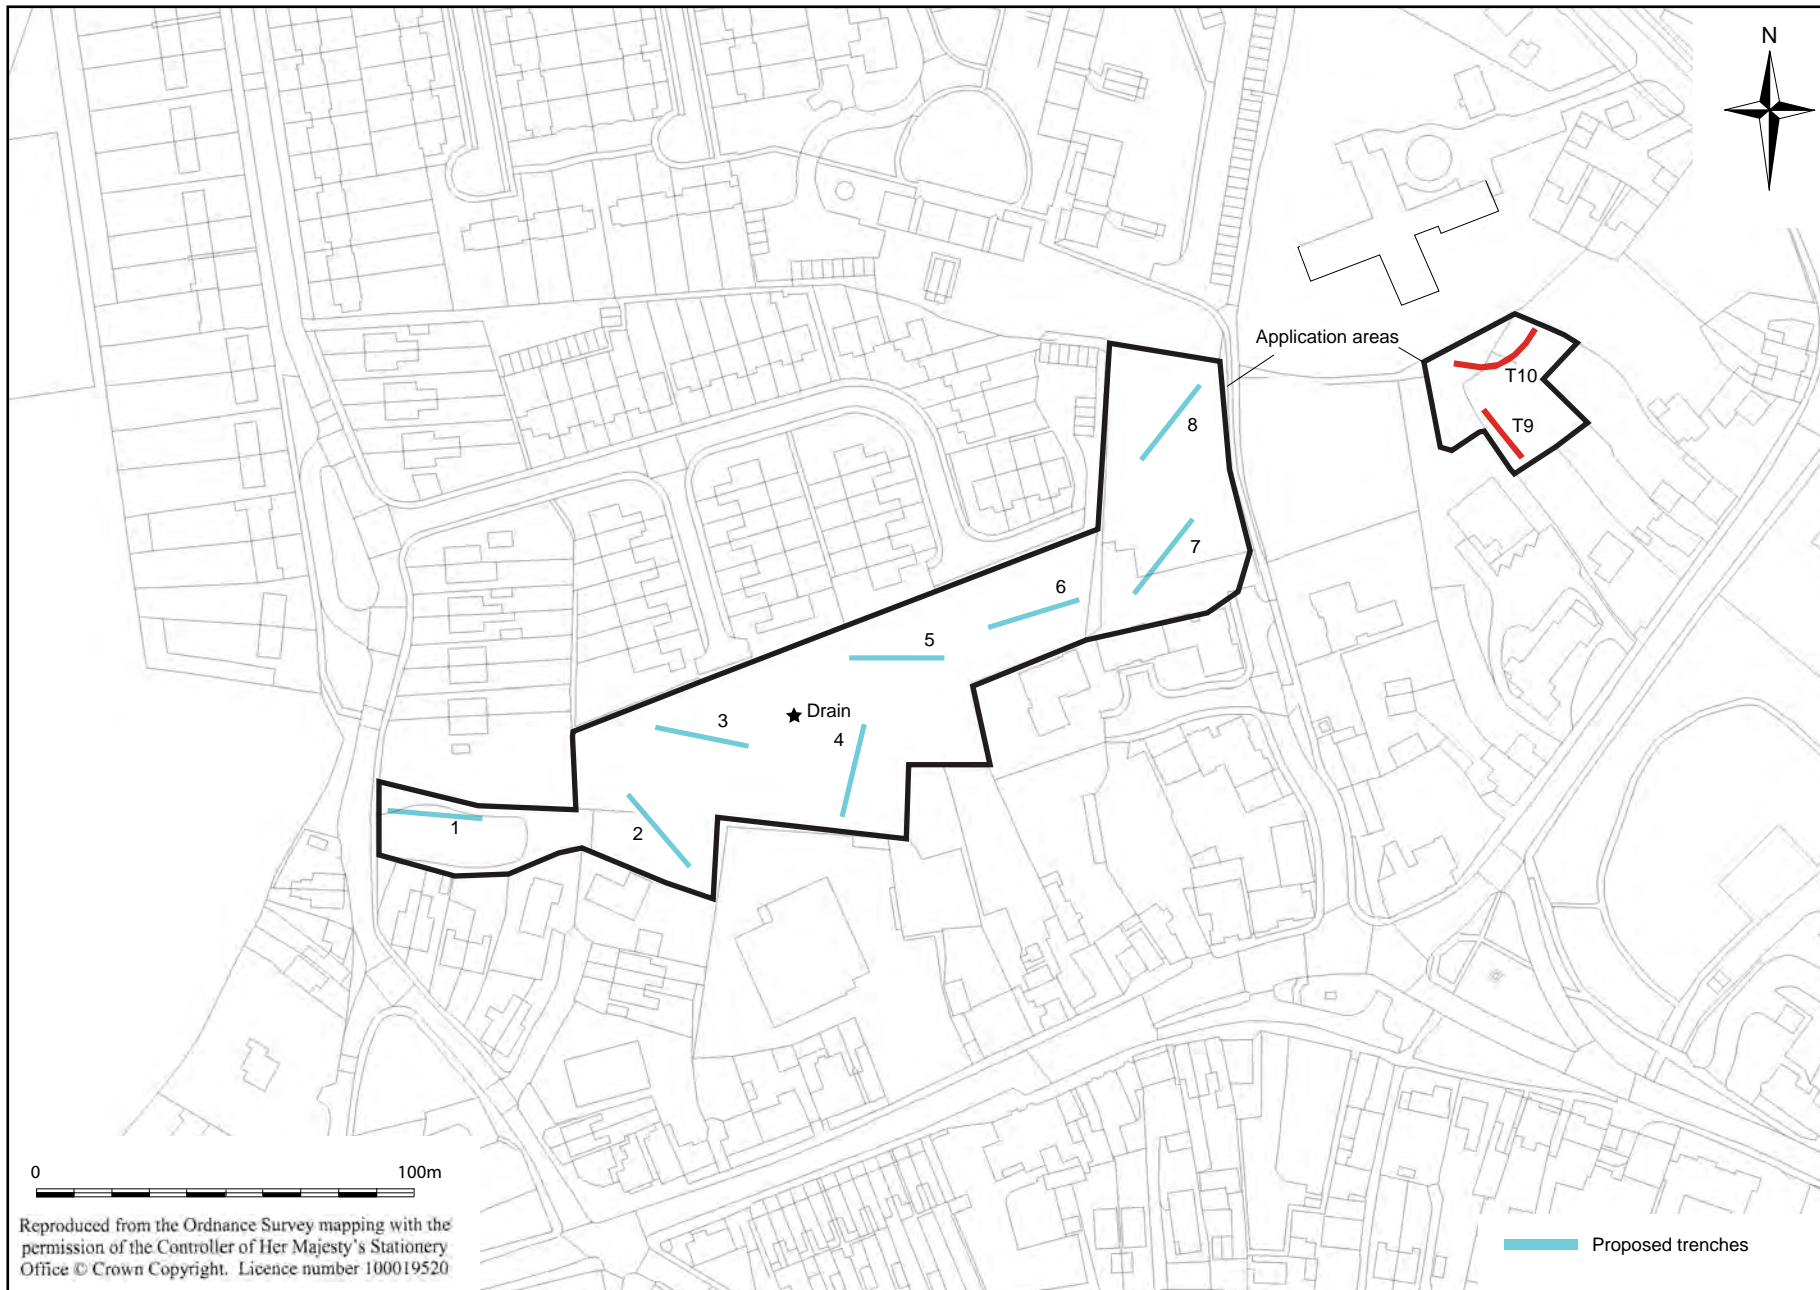 N
Application areas
T10
T9
8
7
6
5
Drain
3
4
2
1
0 100m
Reproduced from the Ordnance Survey mapping with the
permission of the Controller of Her Majesty's Stationery
Office © Crown Copyright. Licence number 100019520
Proposed trenches